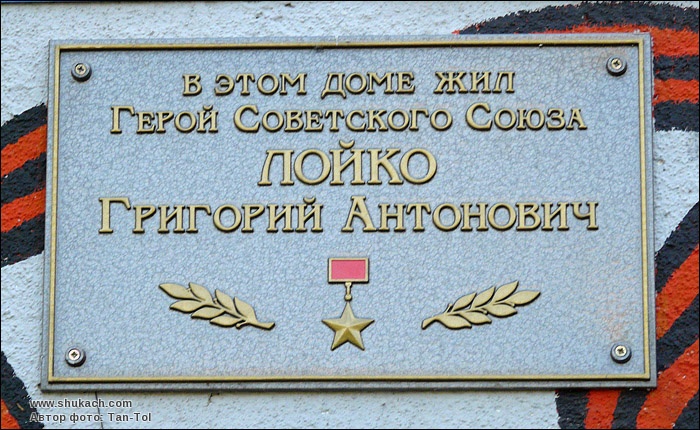 В ЭТОМ ДОМЕ ЖИЛ
ГЕРОЙ СОВЕТСКОГО СОЮЗА
ЛОЙКО
ГРИГОРИЙ АНТОНОВИЧ
www.shukach.com
Автор фото: Tan-Tol